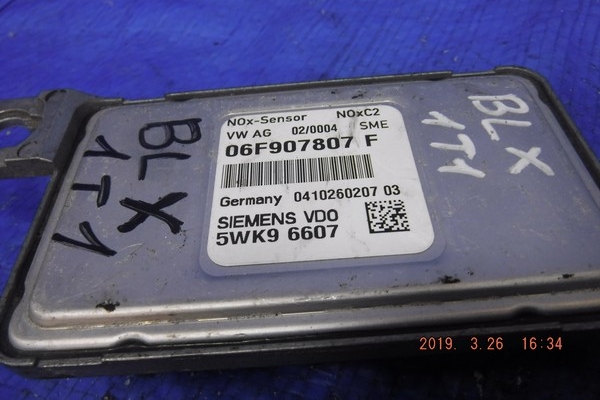 NOx-Sensor NOxC2
VW AG 02/0004 SME
06F907807 F
Germany 0410260207 03
SIEMENS VDO
5WK9 6607
BLX
1T1
BLX
1T1
2019. 3.26 16:34